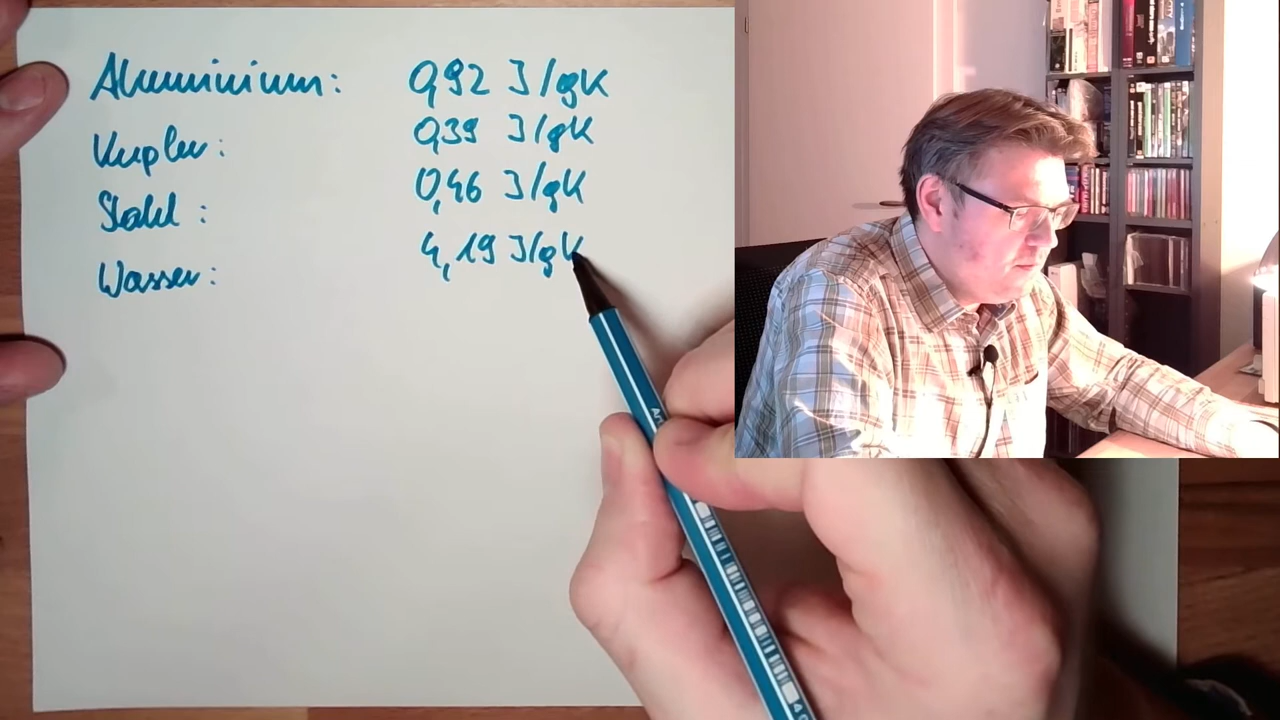 Aluminium: 0,92 J/gK
Kupfer: 0,39 J/gK
Stahl: 0,46 J/gK
Wasser: 4,19 J/gK